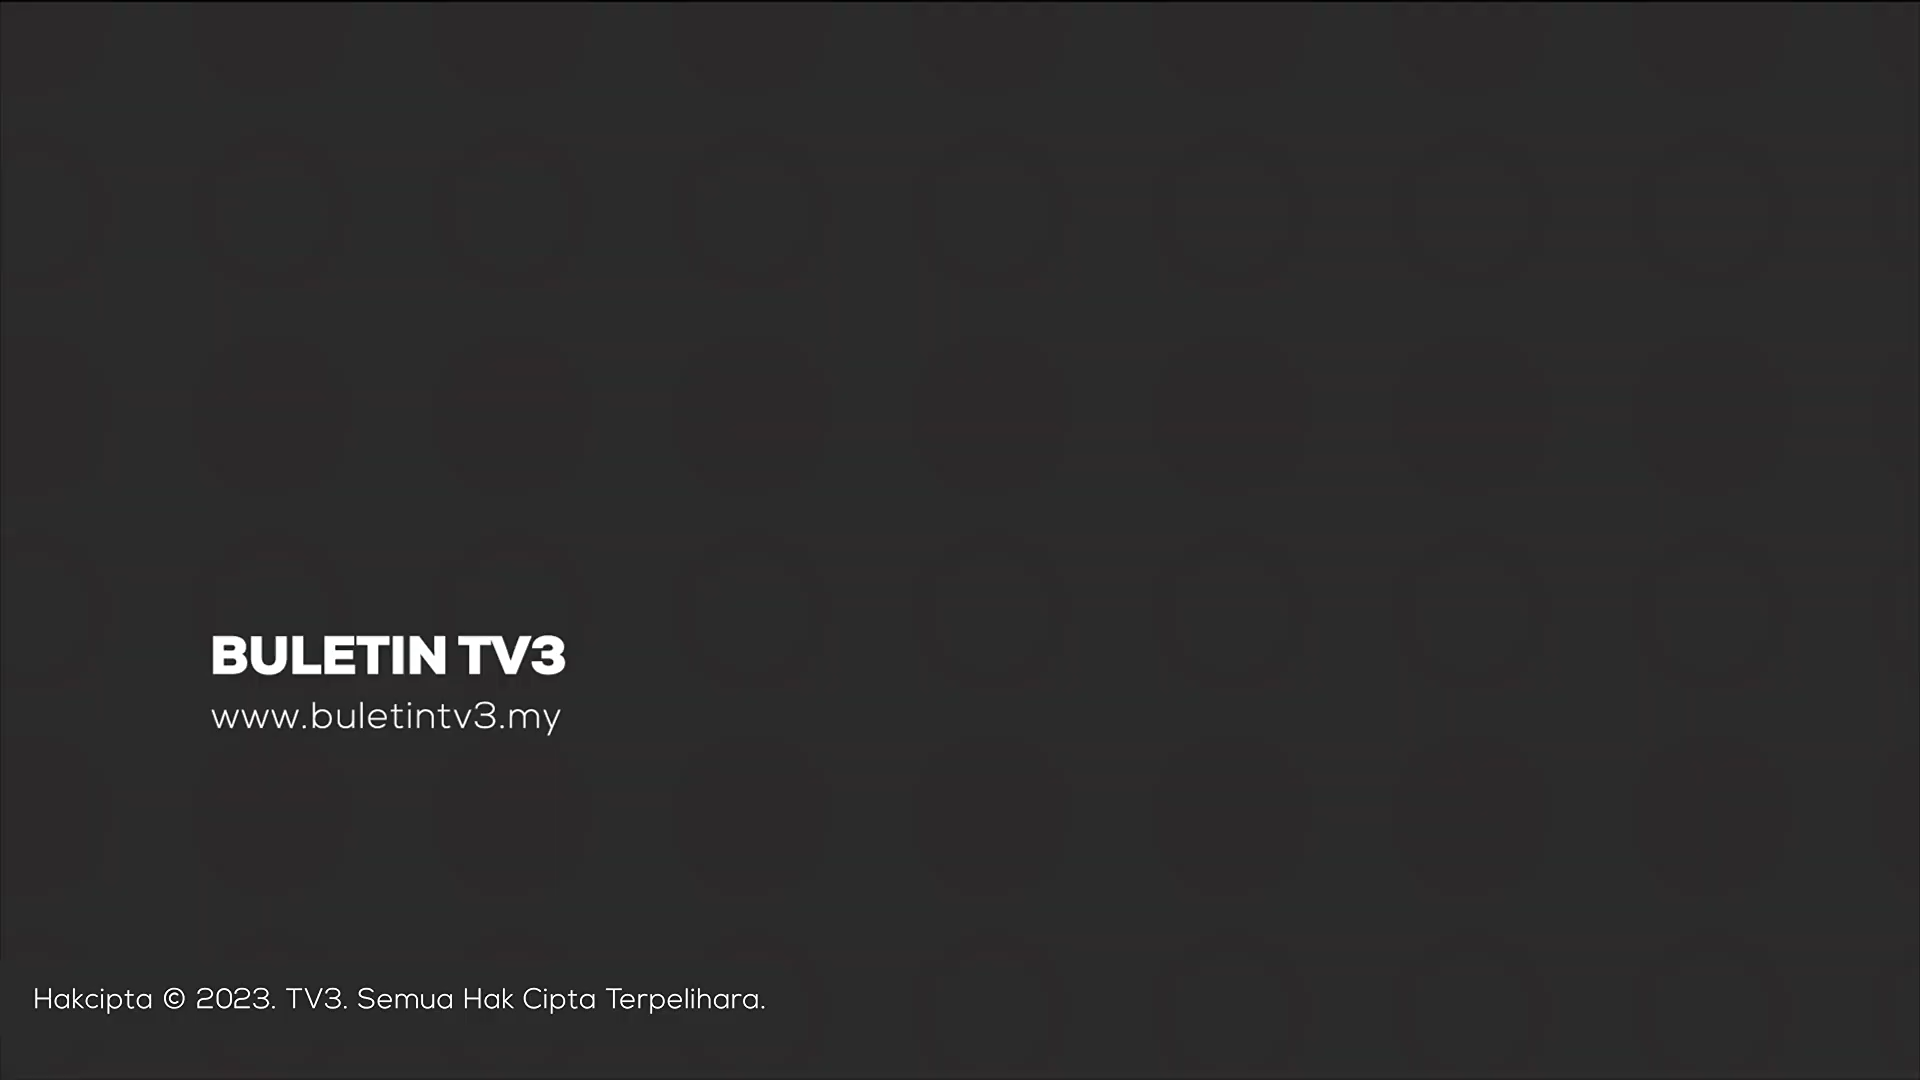 BULETIN TV3
www.buletintv3.my
Hakcipta © 2023. TV3. Semua Hak Cipta Terpelihara.